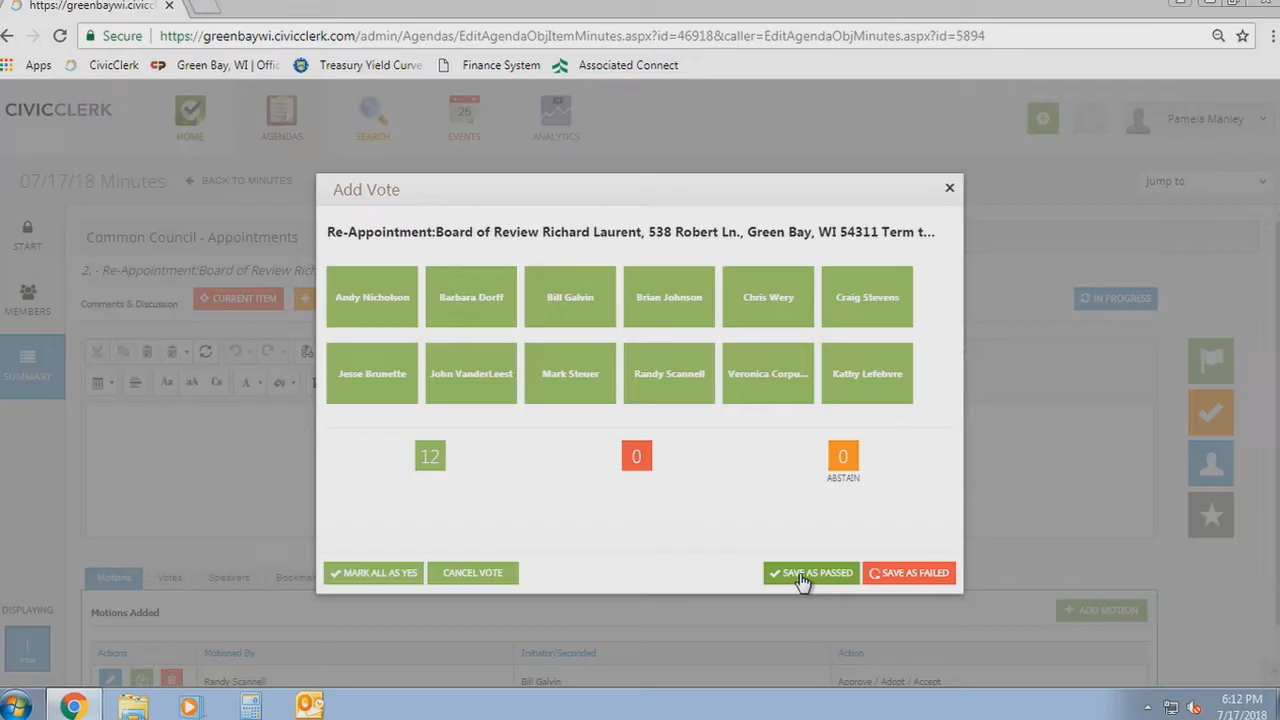 https://greenbaywi.civiccl
Secure https://greenbaywi.civicclerk.com/admin/Agendas/EditAgendaObjItemMinutes.aspx?id=46918&caller=EditAgendaObjMinutes.aspx?id=5894
Apps CivicClerk Green Bay, WI | Offic Treasury Yield Curve Finance System Associated Connect
CIVICCLERK
HOME AGENDAS SEARCH 25 EVENTS ANALYTICS Pamela Manley
07/17/18 Minutes BACK TO MINUTES Jump to
Add Vote ×
START
Common Council - Appointments
Re-Appointment:Board of Review Richard Laurent, 538 Robert Ln., Green Bay, WI 54311 Term t...
2. - Re-Appointment:Board of Review Rich
Comments & Discussion CURRENT ITEM IN PROGRESS
MEMBERS
SUMMARY
Andy Nicholson Barbara Dorff Bill Galvin Brian Johnson Chris Wery Craig Stevens
Jesse Brunette John VanderLeest Mark Steuer Randy Scannell Veronica Corpu... Kathy Lefebvre
12 0 0
ABSTAIN
MARK ALL AS YES CANCEL VOTE SAVE AS PASSED SAVE AS FAILED
Motions Votes Speakers Bookmar
DISPLAYING
Motions Added + ADD MOTION
Actions Motioned By Initiator/Seconded Action
Randy Scannell Bill Galvin Approve / Adopt / Accept
6:12 PM
7/17/2018